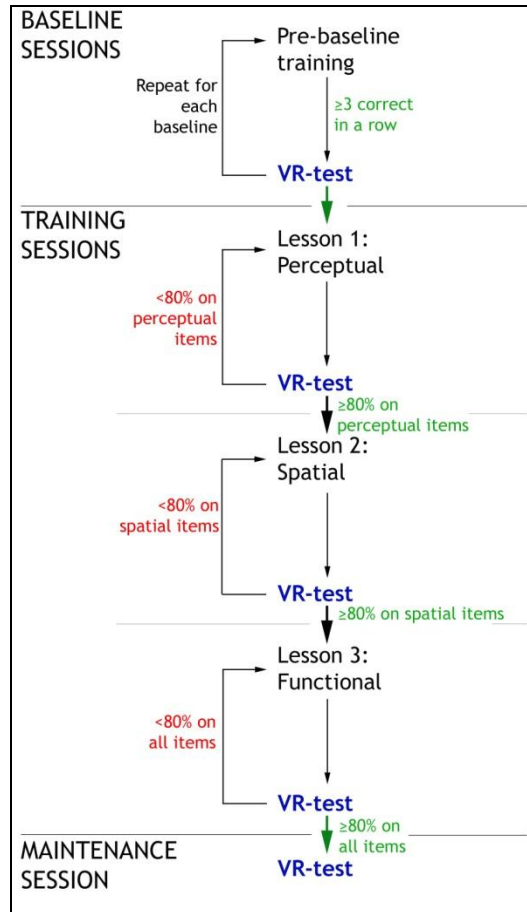 BASELINE
SESSIONS
Pre-baseline
training
Repeat for
each
baseline
≥3 correct
in a row
VR-test
TRAINING
SESSIONS
Lesson 1:
Perceptual
<80% on
perceptual
items
VR-test
≥80% on
perceptual items
Lesson 2:
Spatial
<80% on
spatial items
VR-test
≥80% on spatial items
Lesson 3:
Functional
<80% on
all items
VR-test
≥80% on
all items
MAINTENANCE
SESSION
VR-test